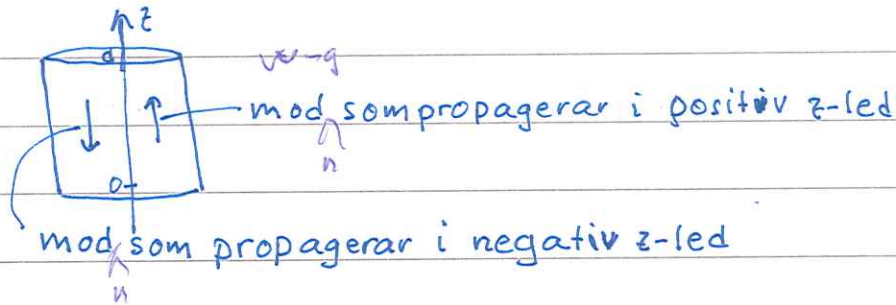 z
d
mod som propagerar i positiv z-led
n
0
mod som propagerar i negativ z-led
n